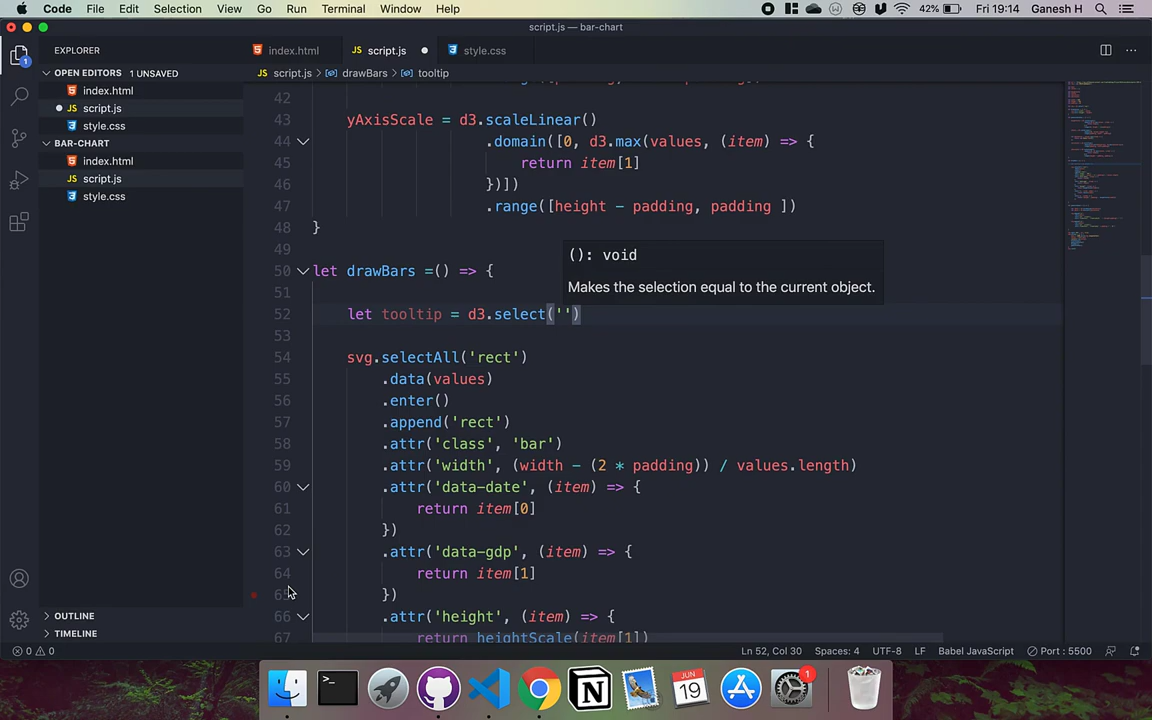 Code File Edit Selection View Go Run Terminal Window Help 42% Fri 19:14 Ganesh H
script.js — bar-chart
EXPLORER
OPEN EDITORS 1 UNSAVED
index.html
JS script.js
style.css
BAR-CHART
index.html
JS script.js
style.css
OUTLINE
TIMELINE
index.html JS script.js style.css
JS script.js > drawBars > tooltip
42
43 yAxisScale = d3.scaleLinear()
44 .domain([0, d3.max(values, (item) => {
45 return item[1]
46 })])
47 .range([height - padding, padding ])
48 }
49
50 let drawBars =() => {
51
52 let tooltip = d3.select('')
53
54 svg.selectAll('rect')
55 .data(values)
56 .enter()
57 .append('rect')
58 .attr('class', 'bar')
59 .attr('width', (width - (2 * padding)) / values.length)
60 .attr('data-date', (item) => {
61 return item[0]
62 })
63 .attr('data-gdp', (item) => {
64 return item[1]
65 })
66 .attr('height', (item) => {
67 return heightScale(item[1])
(): void
Makes the selection equal to the current object.
0 0 Ln 52, Col 30 Spaces: 4 UTF-8 LF Babel JavaScript Port : 5500
NOV
19
1
1